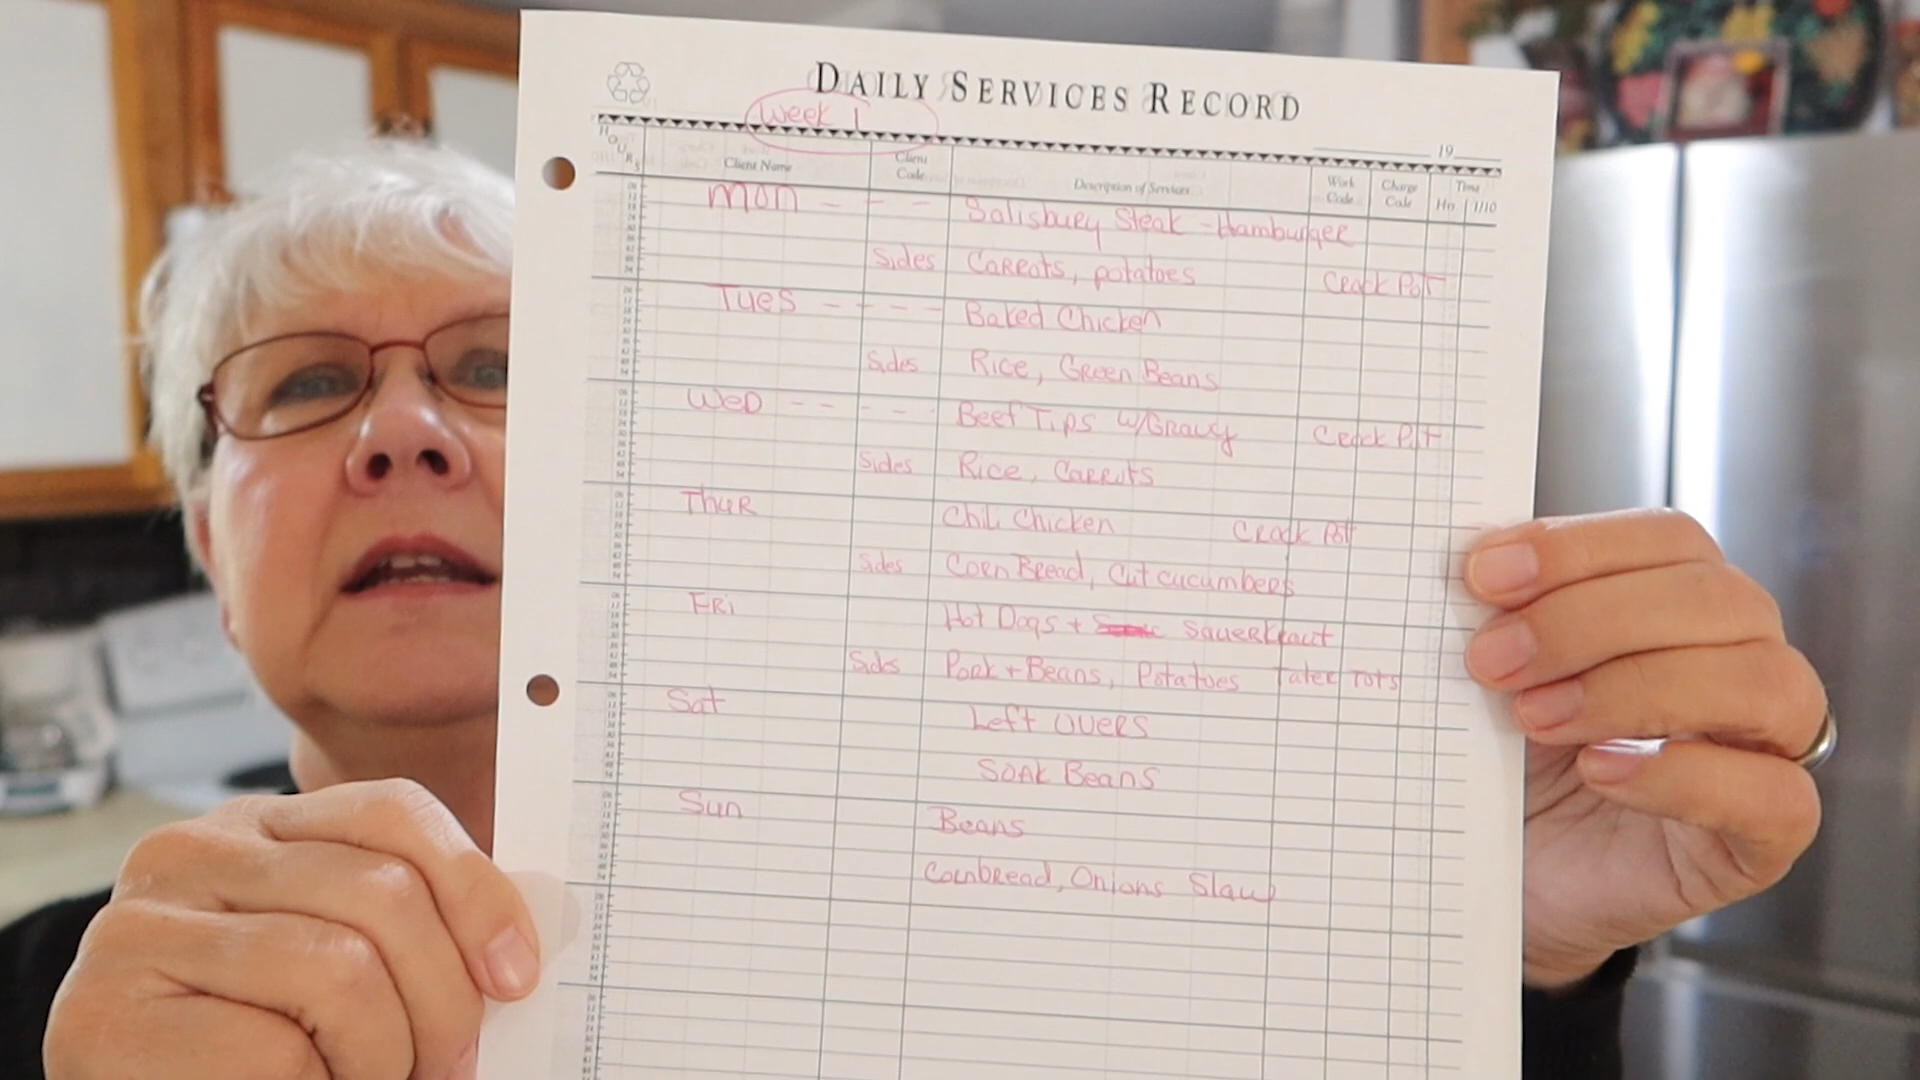 DAILY SERVICES RECORD
Week 1
19
HOURS Client Name Client Code Description of Services Work Code Charge Code Time Hrs 1/10
Mon - - - Salisbury Steak - Hamburger
Sides Carrots, potatoes Crock Pot
Tues - - - - Baked Chicken
Sides Rice, Green Beans
Wed - - - - - Beef Tips w/Gravy Crock Pot
Sides Rice, Carrots
Thur Chili Chicken Crock Pot
Sides Corn Bread, Cut cucumbers
Fri Hot Dogs + Sauerkraut
Sides Pork + Beans, Potatoes Tater Tots
Sat Left overs
Soak Beans
Sun Beans
Cornbread, Onions Slaw